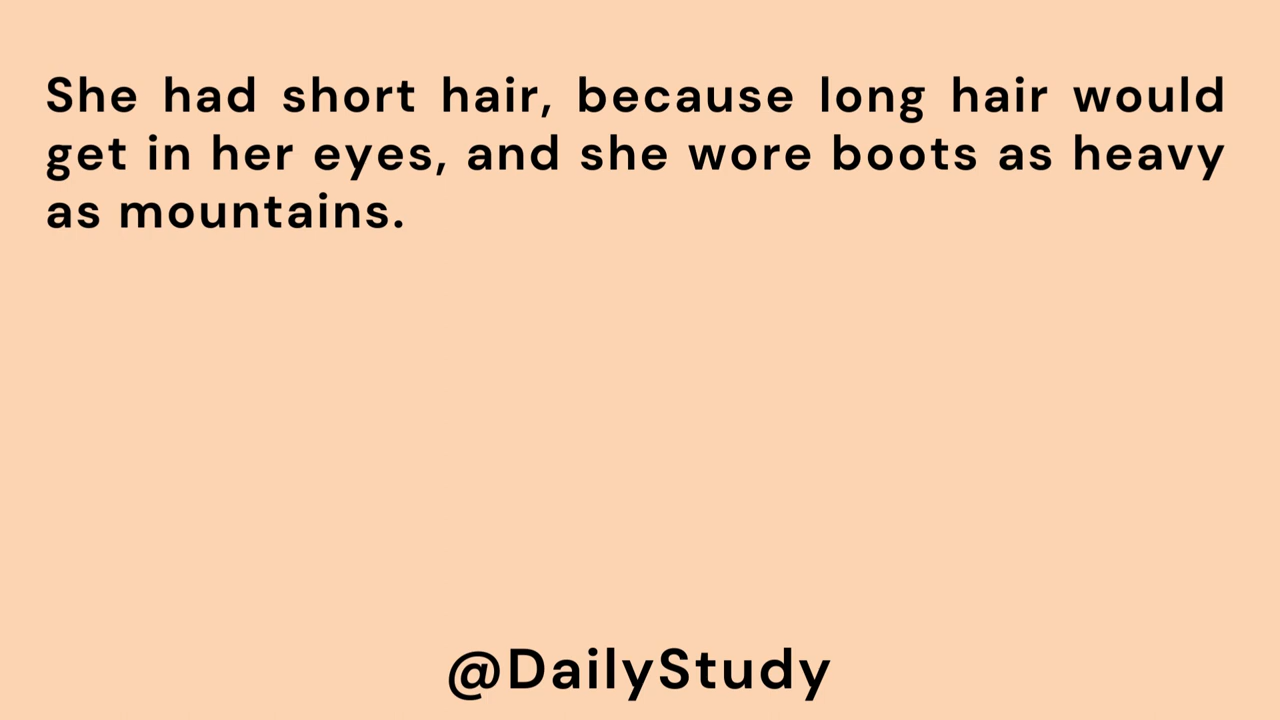 She had short hair, because long hair would
get in her eyes, and she wore boots as heavy
as mountains.
@DailyStudy